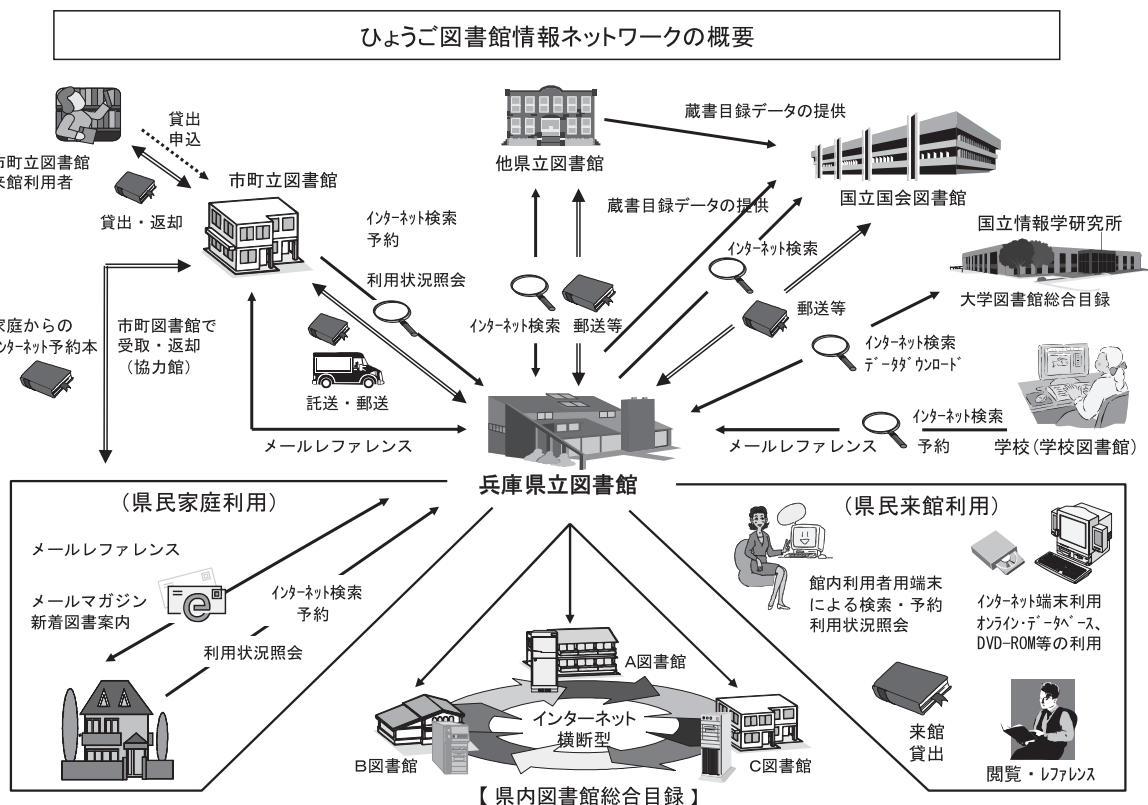 ひょうご図書館情報ネットワークの概要
貸出
申込
市町立図書館
来館利用者
貸出・返却
市町立図書館
他県立図書館
蔵書目録データの提供
国立国会図書館
蔵書目録データの提供
インターネット検索
予約
利用状況照会
インターネット検索
郵送等
インターネット検索
郵送等
国立情報学研究所
大学図書館総合目録
インターネット検索
データダウンロード
家庭からの
インターネット予約本
市町図書館で
受取・返却
(協力館)
託送・郵送
メールレファレンス
メールレファレンス
インターネット検索
予約
学校(学校図書館)
兵庫県立図書館
(県民家庭利用)
メールレファレンス
メールマガジン
新着図書案内
e
インターネット検索
予約
利用状況照会
(県民来館利用)
館内利用者用端末
による検索・予約
利用状況照会
インターネット端末利用
オンライン・データベース、
DVD-ROM等の利用
来館
貸出
閲覧・レファレンス
A図書館
インターネット
横断型
B図書館
C図書館
【 県内図書館総合目録 】